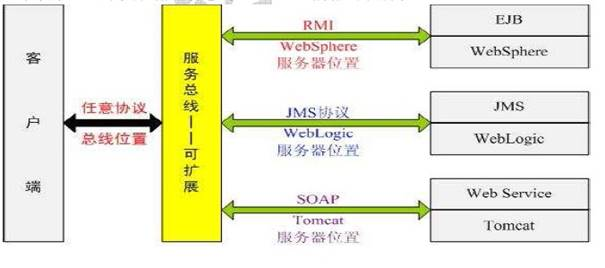 客户端
任意协议
总线位置
服务总线——可扩展
RMI
WebSphere
服务器位置
EJB
WebSphere
JMS协议
WebLogic
服务器位置
JMS
WebLogic
SOAP
Tomcat
服务器位置
Web Service
Tomcat